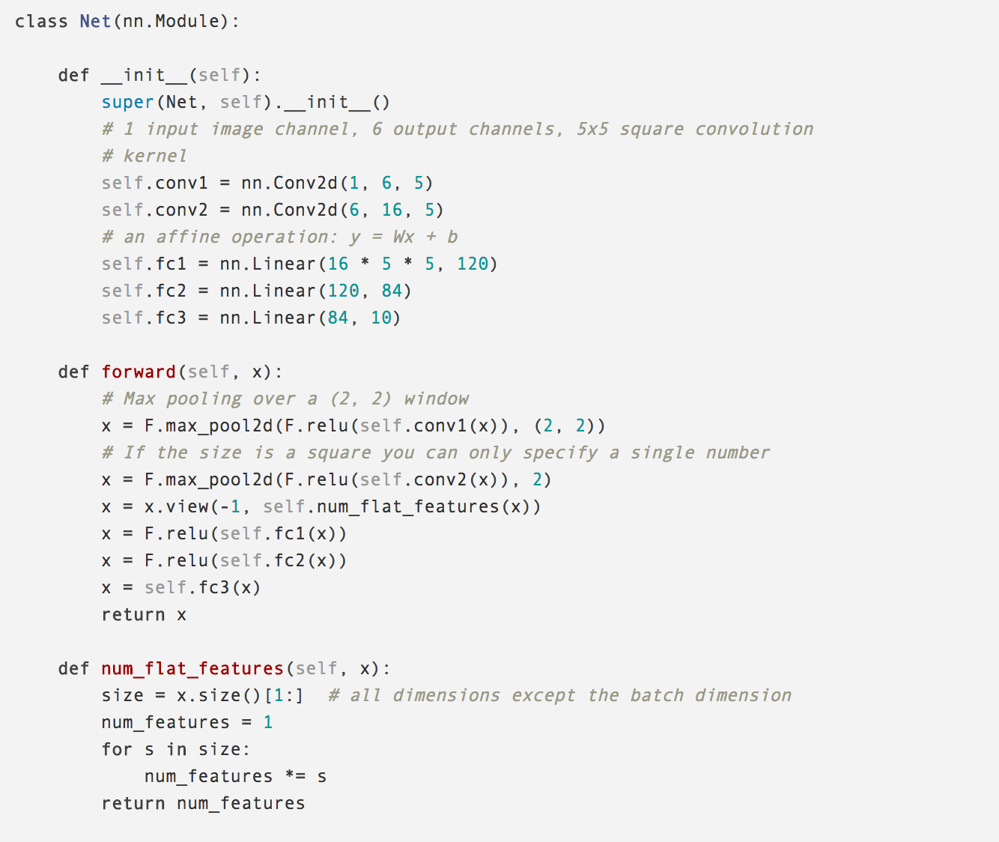 class Net(nn.Module):
def __init__(self):
super(Net, self).__init__()
# 1 input image channel, 6 output channels, 5x5 square convolution
# kernel
self.conv1 = nn.Conv2d(1, 6, 5)
self.conv2 = nn.Conv2d(6, 16, 5)
# an affine operation: y = Wx + b
self.fc1 = nn.Linear(16 * 5 * 5, 120)
self.fc2 = nn.Linear(120, 84)
self.fc3 = nn.Linear(84, 10)
def forward(self, x):
# Max pooling over a (2, 2) window
x = F.max_pool2d(F.relu(self.conv1(x)), (2, 2))
# If the size is a square you can only specify a single number
x = F.max_pool2d(F.relu(self.conv2(x)), 2)
x = x.view(-1, self.num_flat_features(x))
x = F.relu(self.fc1(x))
x = F.relu(self.fc2(x))
x = self.fc3(x)
return x
def num_flat_features(self, x):
size = x.size()[1:]  # all dimensions except the batch dimension
num_features = 1
for s in size:
num_features *= s
return num_features